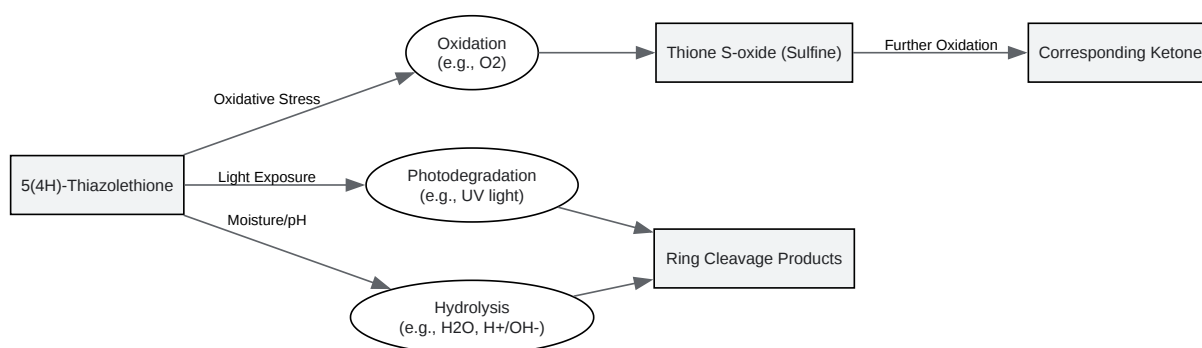 Oxidation
(e.g., O2)
Thione S-oxide (Sulfine)
Further Oxidation
Corresponding Ketone
Oxidative Stress
5(4H)-Thiazolethione
Light Exposure
Photodegradation
(e.g., UV light)
Moisture/pH
Ring Cleavage Products
Hydrolysis
(e.g., H2O, H+/OH-)